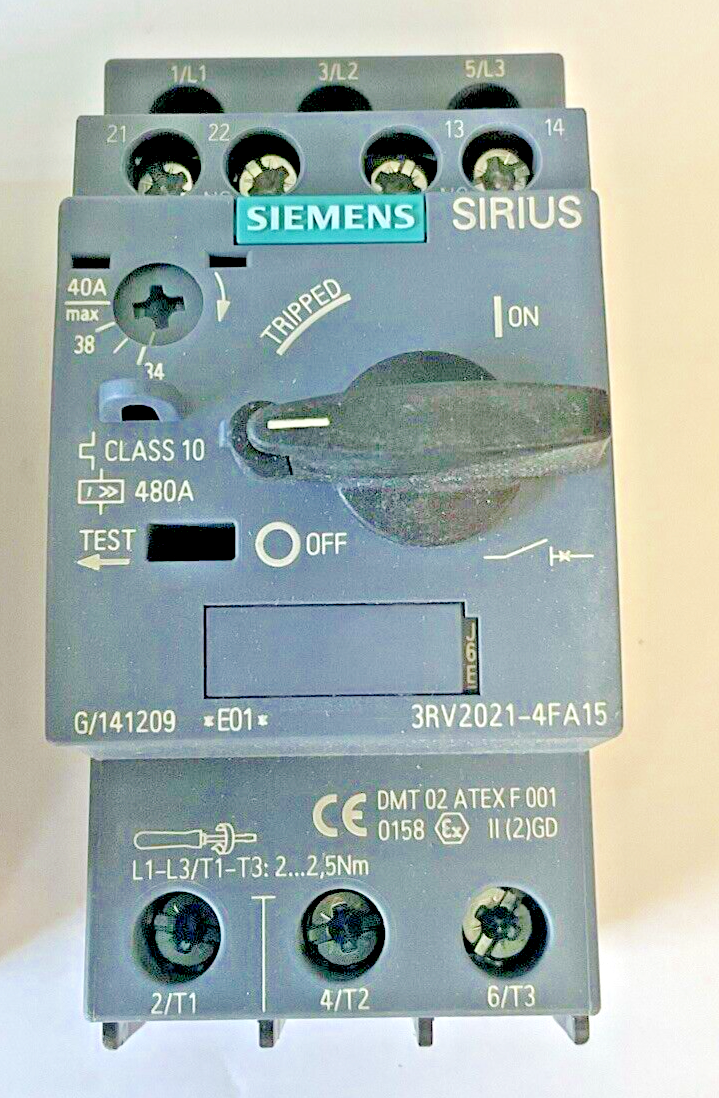 1/L1 3/L2 5/L3
21 22 13 14
SIEMENS SIRIUS
40A
max
38
34
TRIPPED
ON
CLASS 10
I >> 480A
TEST
OFF
J6E
G/141209 *E01* 3RV2021-4FA15
CE DMT 02 ATEX F 001
0158 Ex II (2)GD
L1-L3/T1-T3: 2...2,5Nm
2/T1 4/T2 6/T3